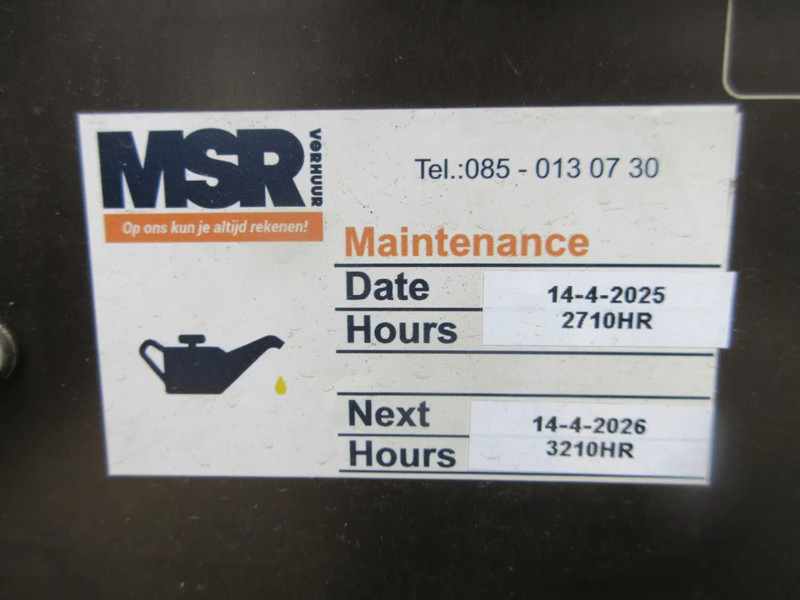 MSR VORHUUR
Op ons kun je altijd rekenen!
Tel.:085 - 013 07 30
Maintenance
Date 14-4-2025
Hours 2710HR
Next 14-4-2026
Hours 3210HR